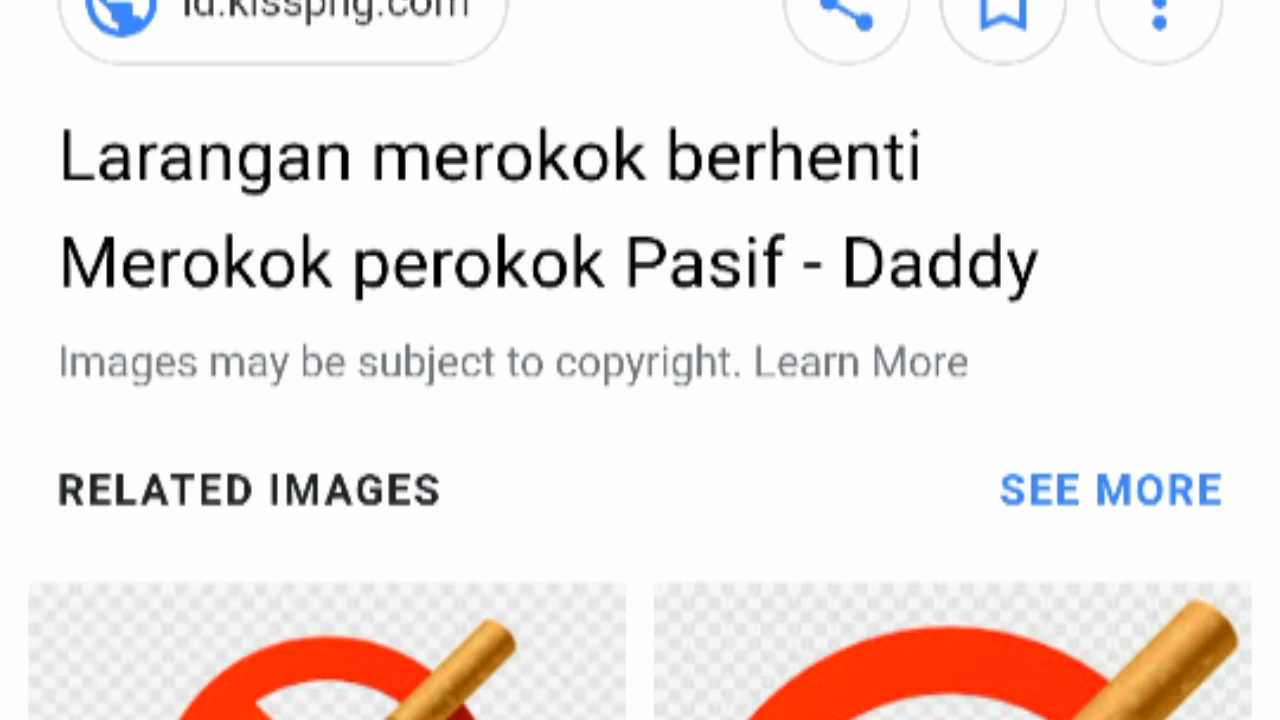 id.kisspng.com
Larangan merokok berhenti
Merokok perokok Pasif - Daddy
Images may be subject to copyright. Learn More
RELATED IMAGES
SEE MORE